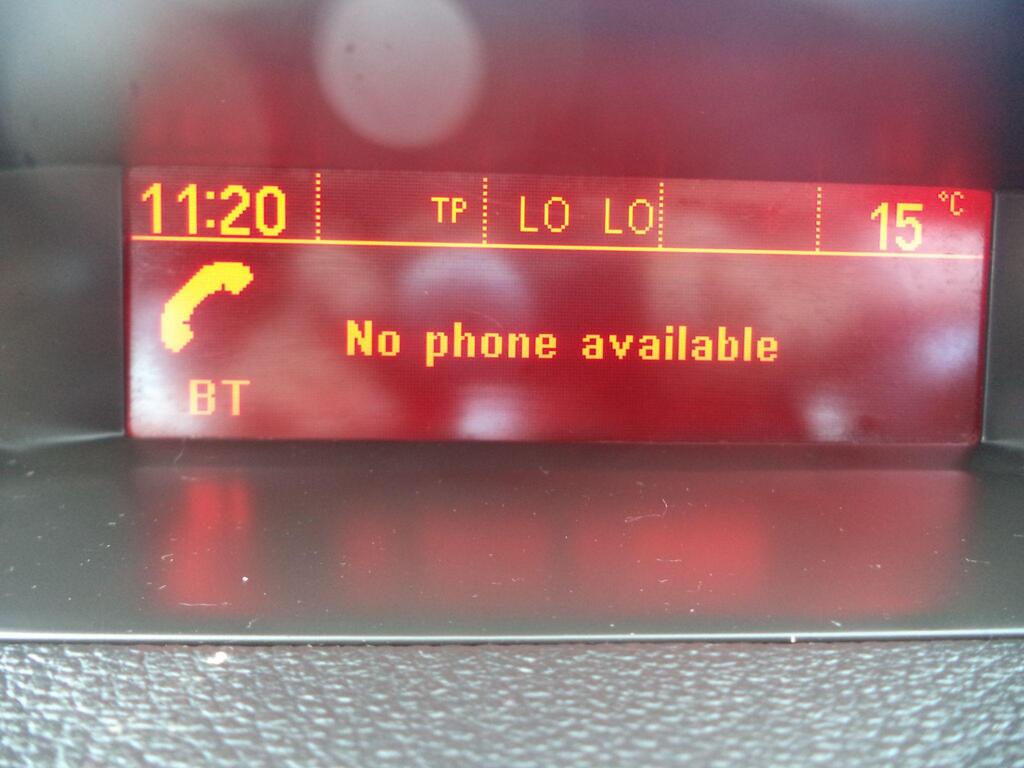 11:20 TP LO LO 15 °C
No phone available
BT